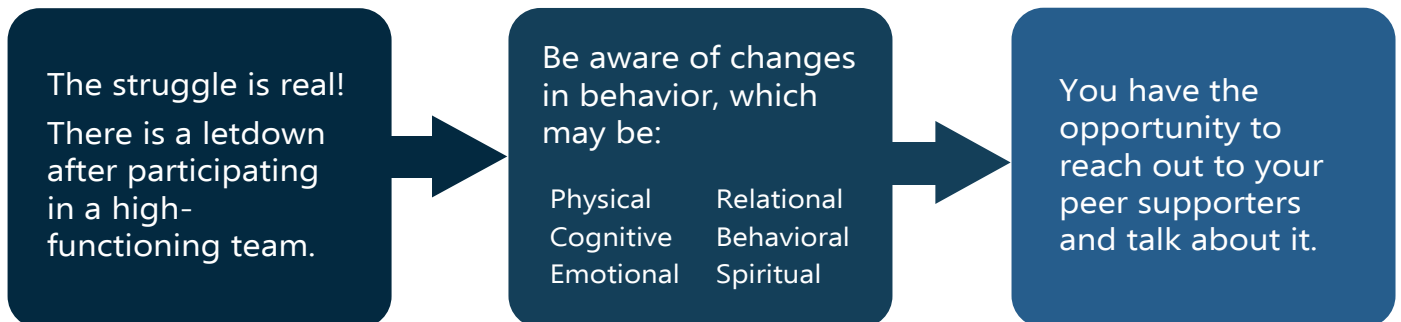 The struggle is real!
There is a letdown
after participating
in a high-
functioning team.
Be aware of changes
in behavior, which
may be:
Physical
Cognitive
Emotional
Relational
Behavioral
Spiritual
You have the
opportunity to
reach out to your
peer supporters
and talk about it.